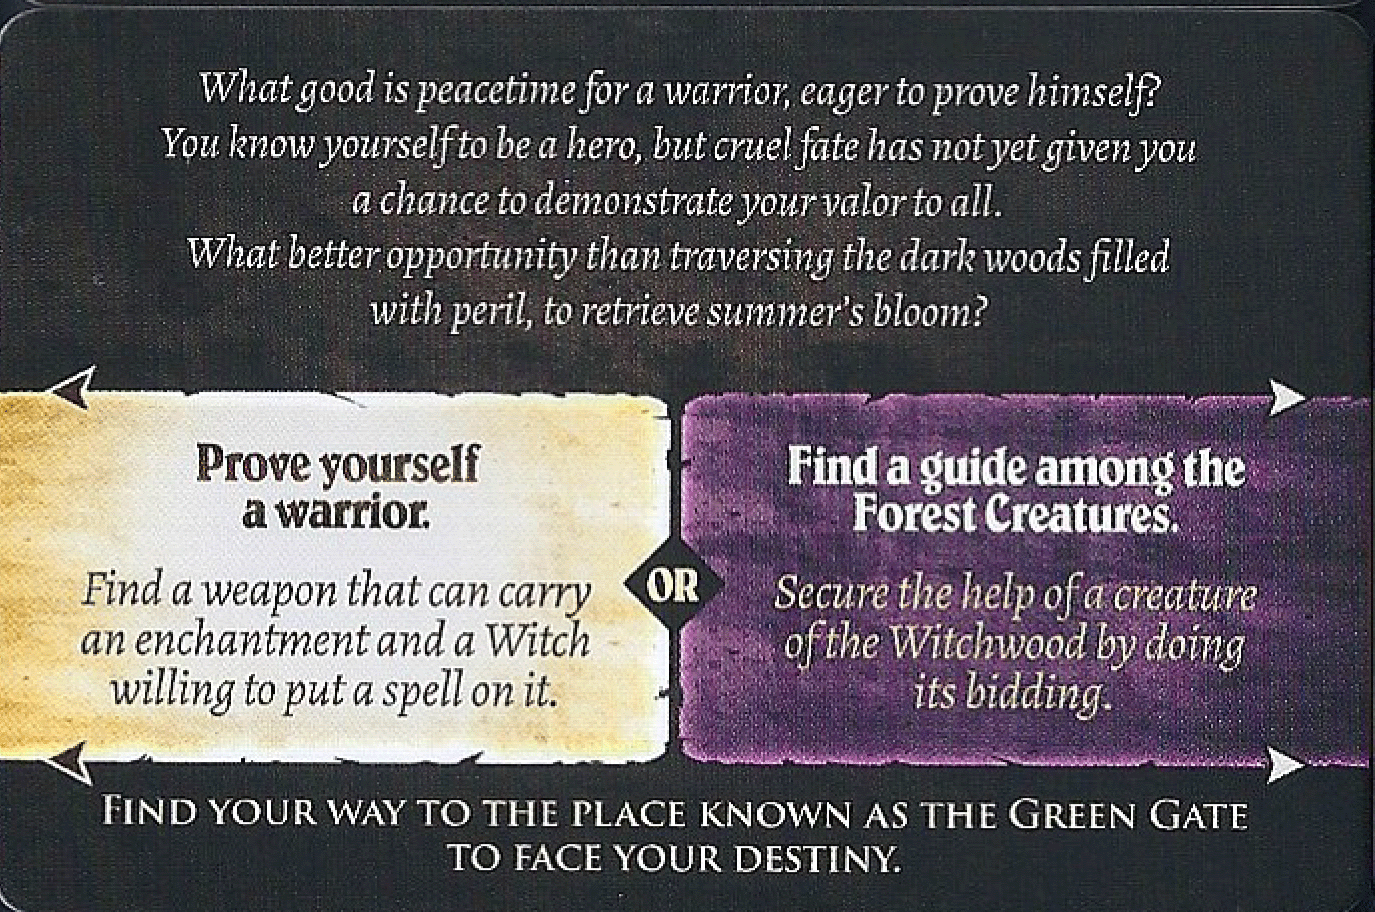 What good is peacetime for a warrior, eager to prove himself?
You know yourself to be a hero, but cruel fate has not yet given you
a chance to demonstrate your valor to all.
What better opportunity than traversing the dark woods filled
with peril, to retrieve summer's bloom?
Prove yourself
a warrior.
Find a weapon that can carry
an enchantment and a Witch
willing to put a spell on it.
OR
Find a guide among the
Forest Creatures.
Secure the help of a creature
of the Witchwood by doing
its bidding.
FIND YOUR WAY TO THE PLACE KNOWN AS THE GREEN GATE
TO FACE YOUR DESTINY.